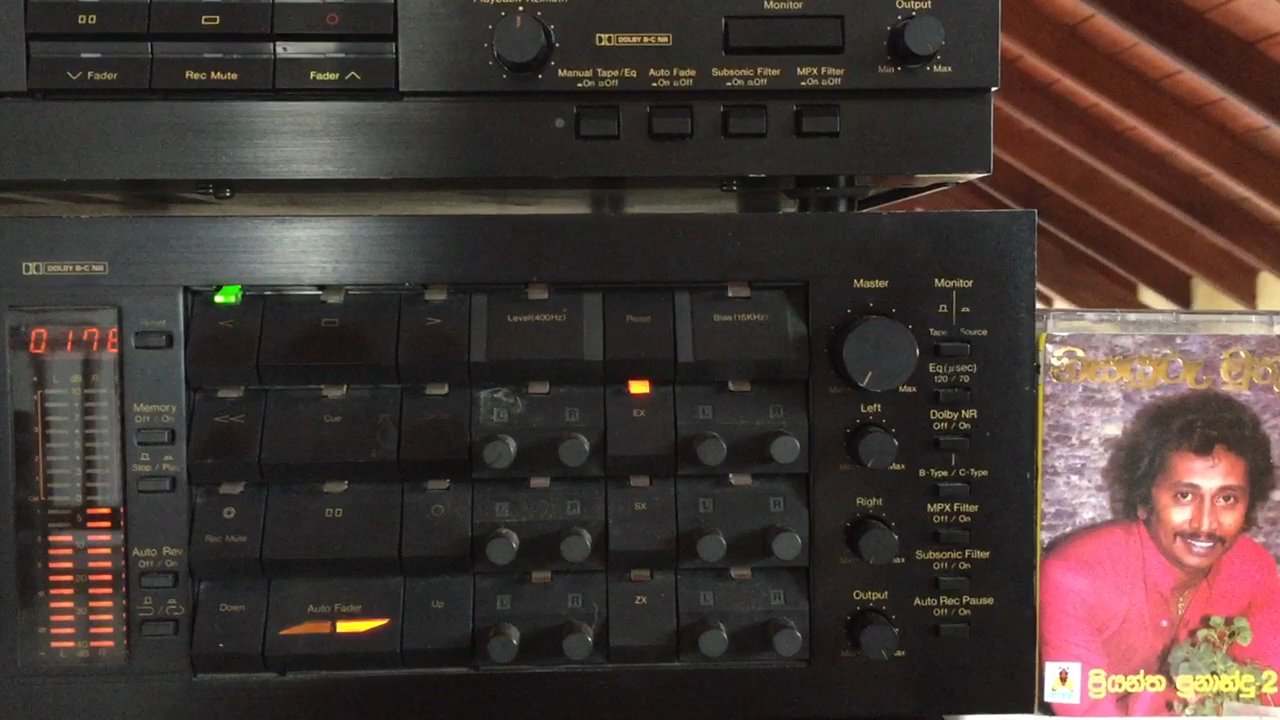 Monitor
Output
DOLBY B-C NR
Fader
Rec Mute
Fader
Min
Max
Manual Tape/Eq
Auto Fade
Subsonic Filter
MPX Filter
On Off
On Off
On Off
On Off
DOLBY B-C NR
Reset
Level(400Hz)
Reset
Bias(15KHz)
Master
Monitor
Tape
Source
Max
Eq(μsec)
120 / 70
L dB R
Memory
Off / On
Stop / Play
Cue
L
R
EX
L
R
Left
Dolby NR
Off / On
B-Type / C-Type
Rec Mute
L
R
SX
L
R
Right
MPX Filter
Off / On
Auto Rev
Off / On
Subsonic Filter
Off / On
Down
Auto Fader
Up
L
R
ZX
L
R
Output
Auto Rec Pause
Off / On
ප්‍රියන්ත ප්‍රනාන්දු-2